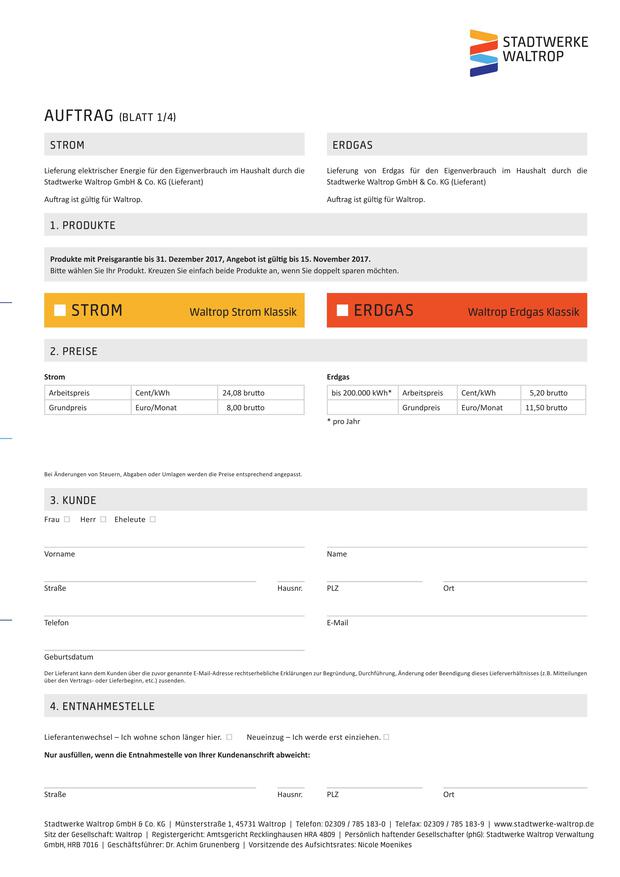 STADTWERKE
WALTROP
AUFTRAG (BLATT 1/4)
STROM
Lieferung elektrischer Energie für den Eigenverbrauch im Haushalt durch die
Stadtwerke Waltrop GmbH & Co. KG (Lieferant)
Auftrag ist gültig für Waltrop.
ERDGAS
Lieferung von Erdgas für den Eigenverbrauch im Haushalt durch die
Stadtwerke Waltrop GmbH & Co. KG (Lieferant)
Auftrag ist gültig für Waltrop.
1. PRODUKTE
Produkte mit Preisgarantie bis 31. Dezember 2017, Angebot ist gültig bis 15. November 2017.
Bitte wählen Sie Ihr Produkt. Kreuzen Sie einfach beide Produkte an, wenn Sie doppelt sparen möchten.
STROM Waltrop Strom Klassik
ERDGAS Waltrop Erdgas Klassik
2. PREISE
Strom
Arbeitspreis Cent/kWh 24,08 brutto
Grundpreis Euro/Monat 8,00 brutto
Erdgas
bis 200.000 kWh* Arbeitspreis Cent/kWh 5,20 brutto
Grundpreis Euro/Monat 11,50 brutto
* pro Jahr
Bei Änderungen von Steuern, Abgaben oder Umlagen werden die Preise entsprechend angepasst.
3. KUNDE
Frau ☐ Herr ☐ Eheleute ☐
Vorname Name
Straße Hausnr. PLZ Ort
Telefon E-Mail
Geburtsdatum
Der Lieferant kann dem Kunden über die zuvor genannte E-Mail-Adresse rechtserhebliche Erklärungen zur Begründung, Durchführung, Änderung oder Beendigung dieses Lieferverhältnisses (z.B. Mitteilungen
über den Vertrags- oder Lieferbeginn, etc.) zusenden.
4. ENTNAHMESTELLE
Lieferantenwechsel – Ich wohne schon länger hier. ☐ Neueinzug – Ich werde erst einziehen. ☐
Nur ausfüllen, wenn die Entnahmestelle von Ihrer Kundenanschrift abweicht:
Straße Hausnr. PLZ Ort
Stadtwerke Waltrop GmbH & Co. KG | Münsterstraße 1, 45731 Waltrop | Telefon: 02309 / 785 183-0 | Telefax: 02309 / 785 183-9 | www.stadtwerke-waltrop.de
Sitz der Gesellschaft: Waltrop | Registergericht: Amtsgericht Recklinghausen HRA 4809 | Persönlich haftender Gesellschafter (phG): Stadtwerke Waltrop Verwaltung
GmbH, HRB 7016 | Geschäftsführer: Dr. Achim Grunenberg | Vorsitzende des Aufsichtsrates: Nicole Moenikes